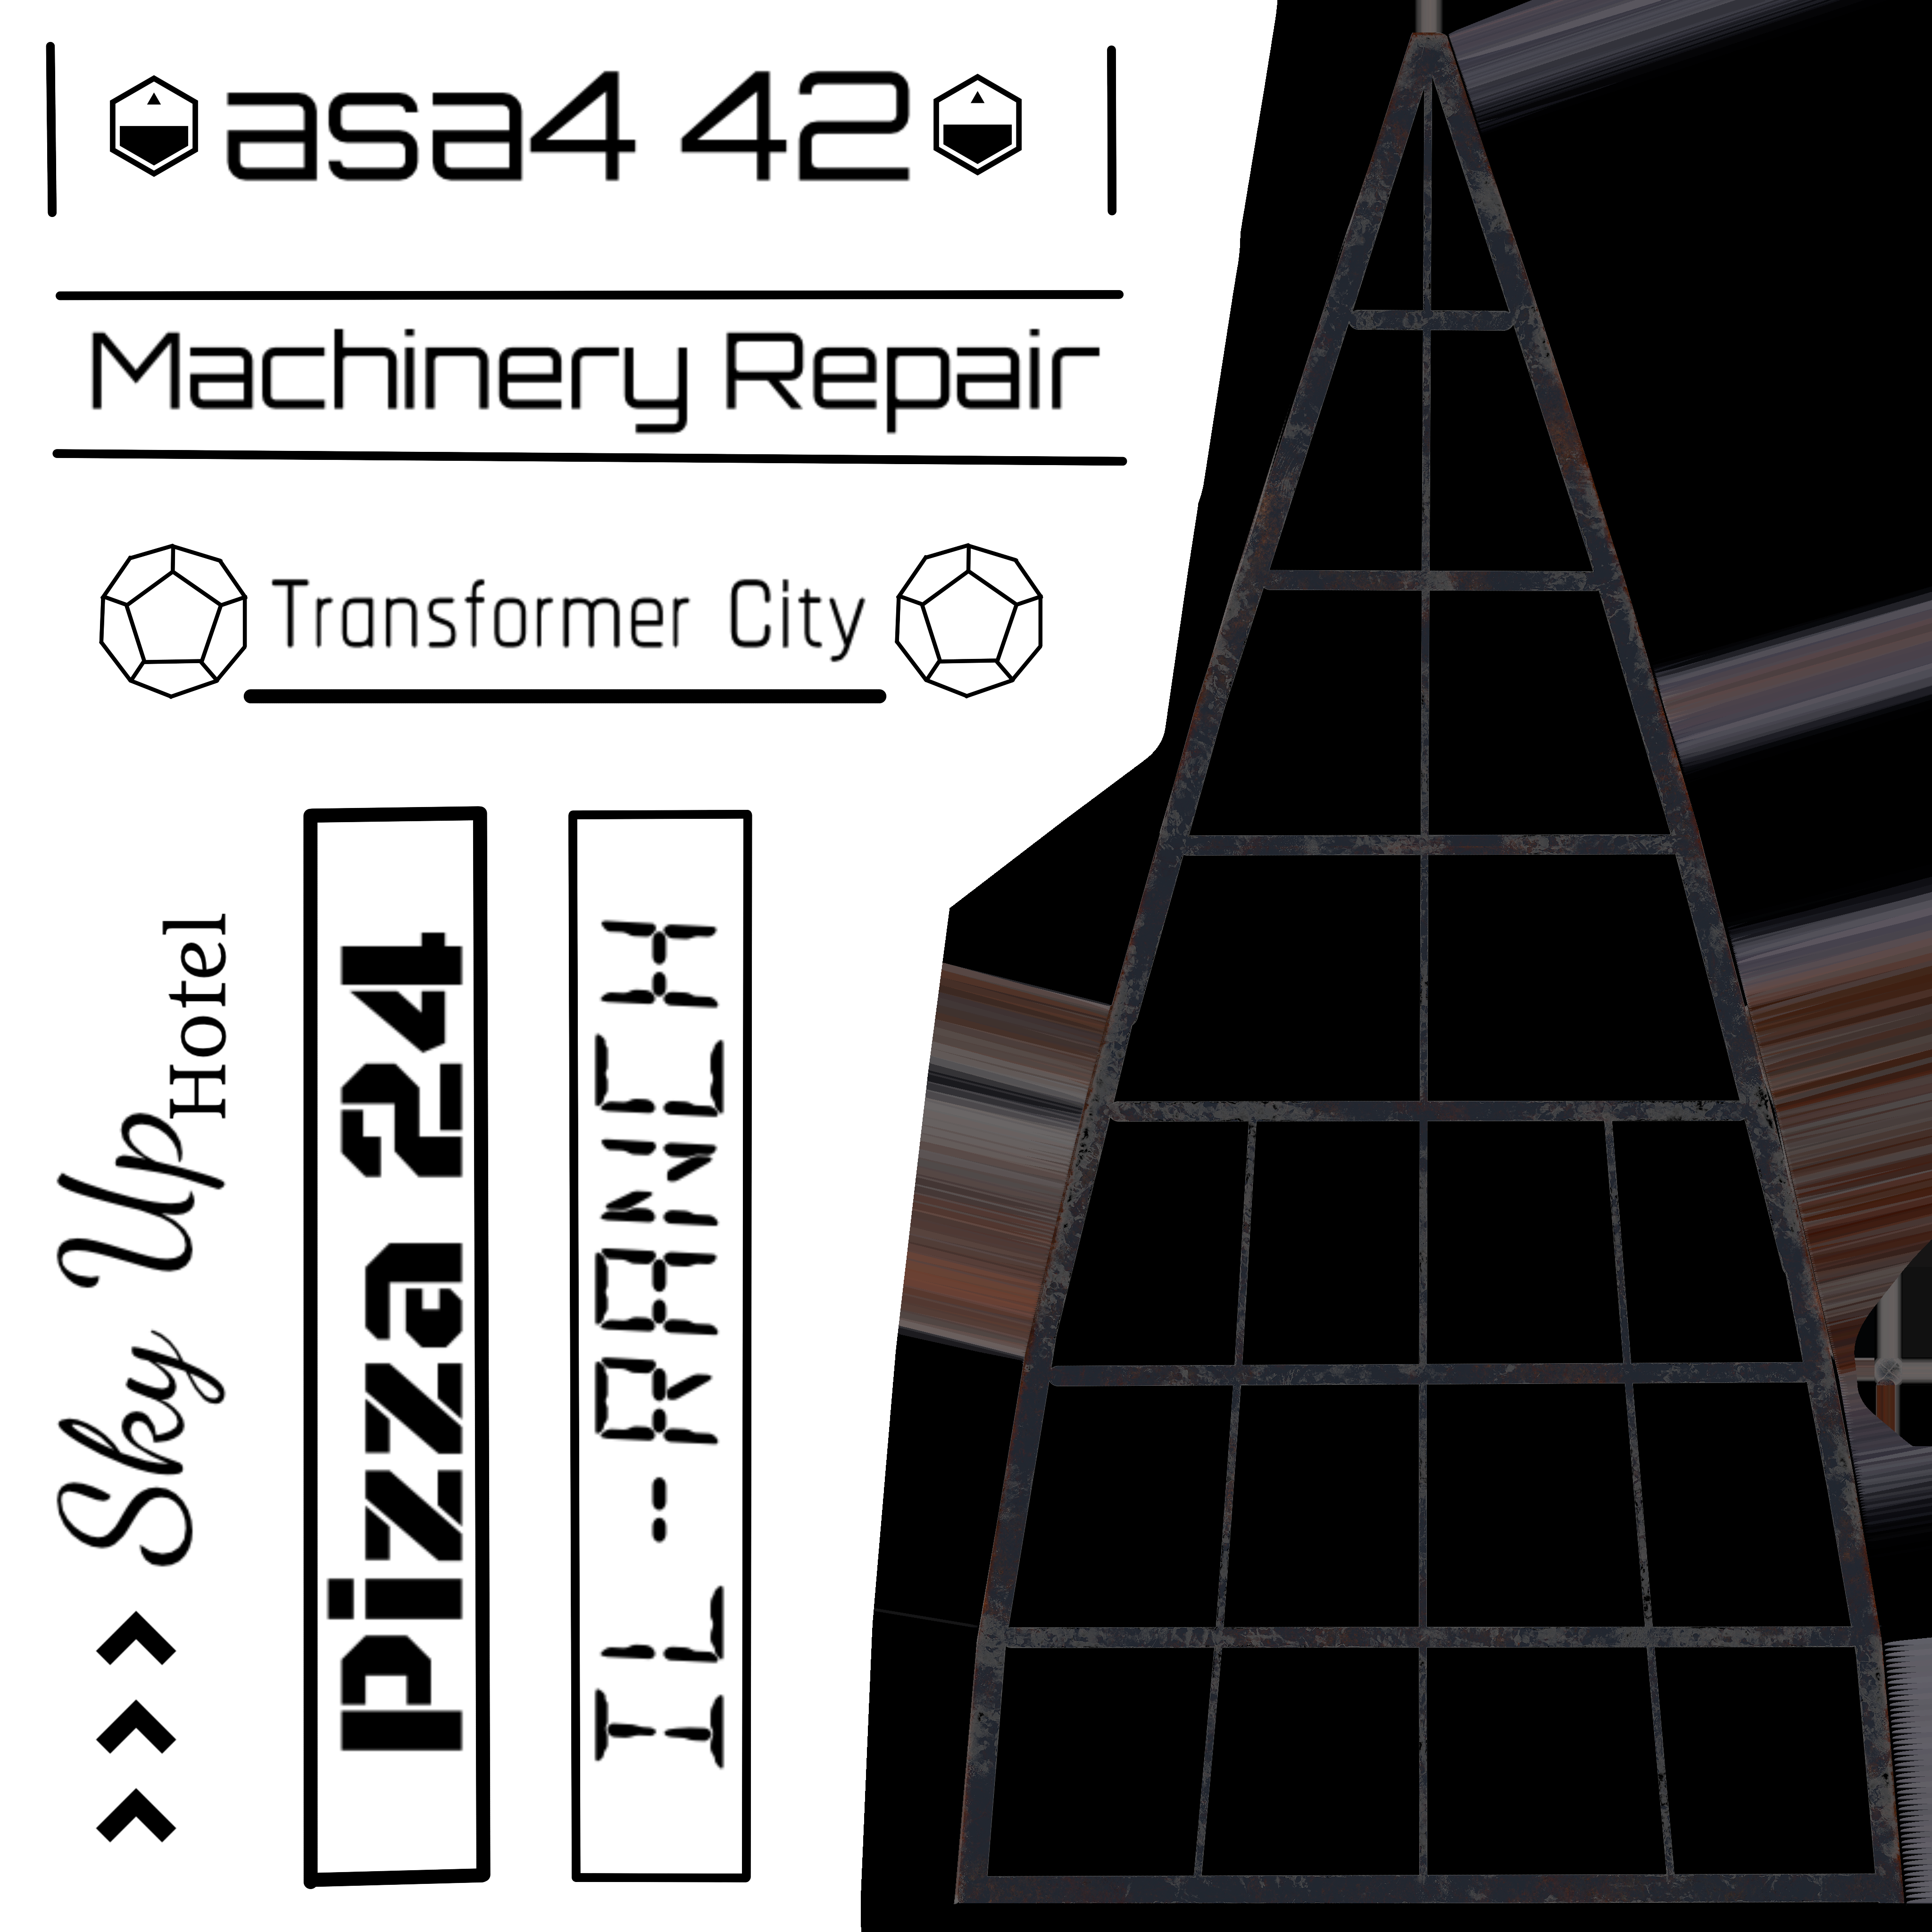 asa4 42
Machinery Repair
Transformer City
Sky Up
Hotel
Pizza 24
IL - RANCH